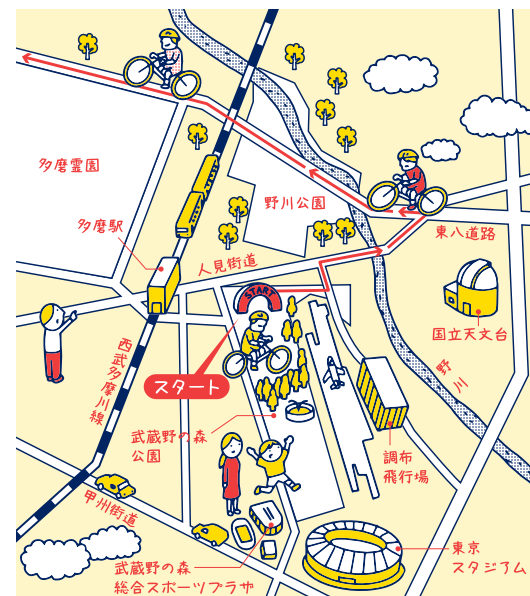 多磨霊園
多磨駅
野川公園
東八道路
人見街道
START
国立天文台
スタート
西武多摩川線
野川
武蔵野の森
公園
調布
飛行場
甲州街道
武蔵野の森
総合スポーツプラザ
東京
スタジアム